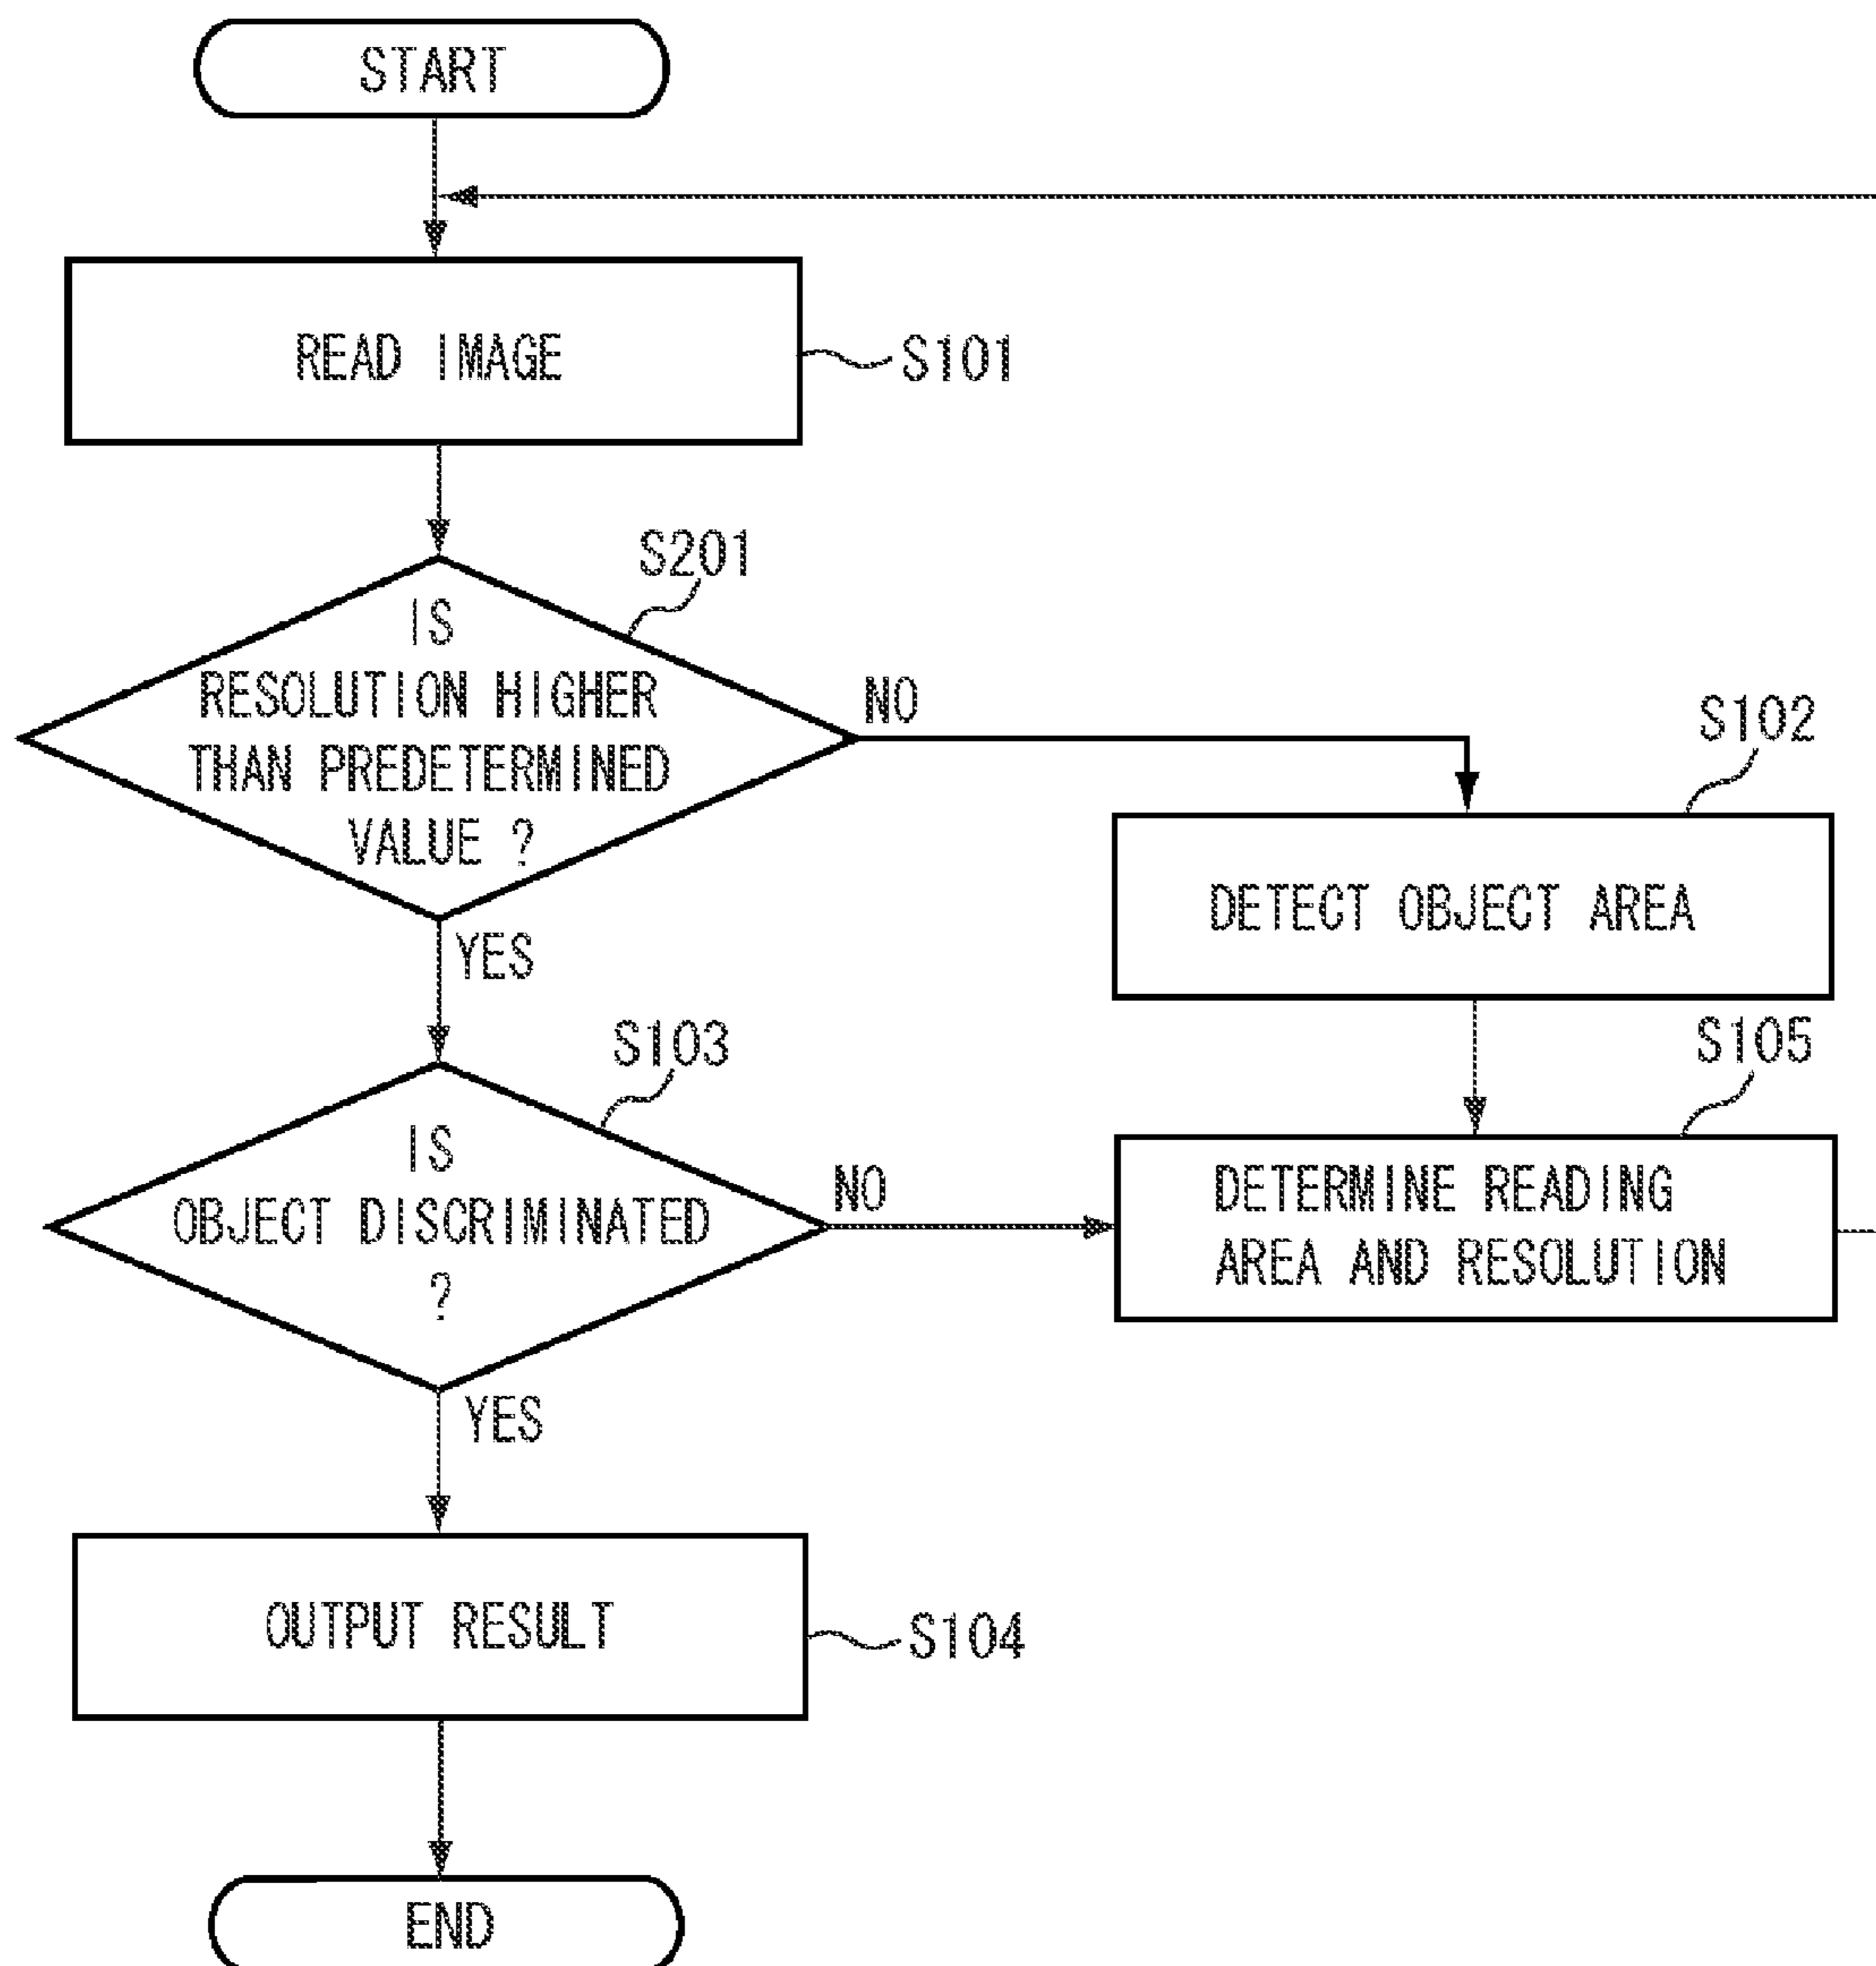 START
READ IMAGE
S101
S201
IS
RESOLUTION HIGHER
THAN PREDETERMINED
VALUE ?
NO
YES
S102
DETECT OBJECT AREA
S103
IS
OBJECT DISCRIMINATED
?
NO
YES
S105
DETERMINE READING
AREA AND RESOLUTION
OUTPUT RESULT
S104
END